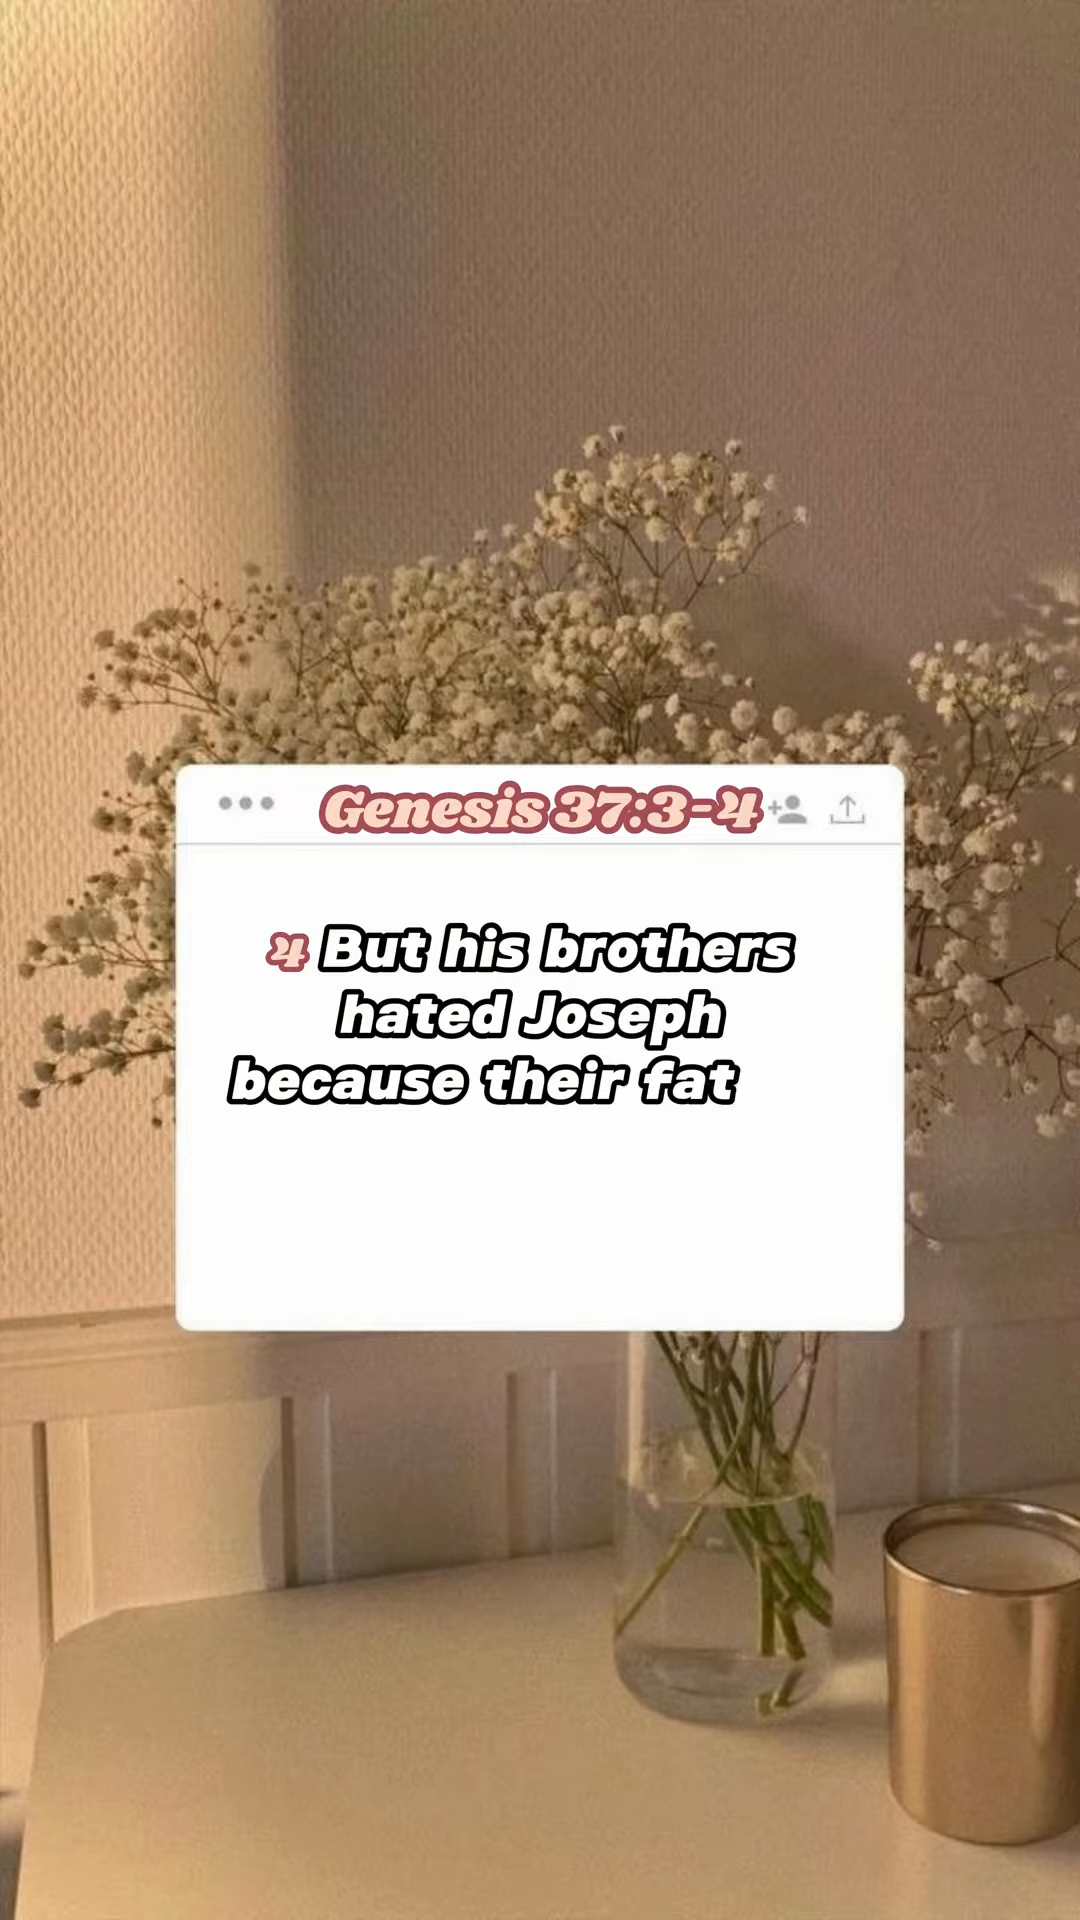 Genesis 37:3-4
4 But his brothers
hated Joseph
because their fat